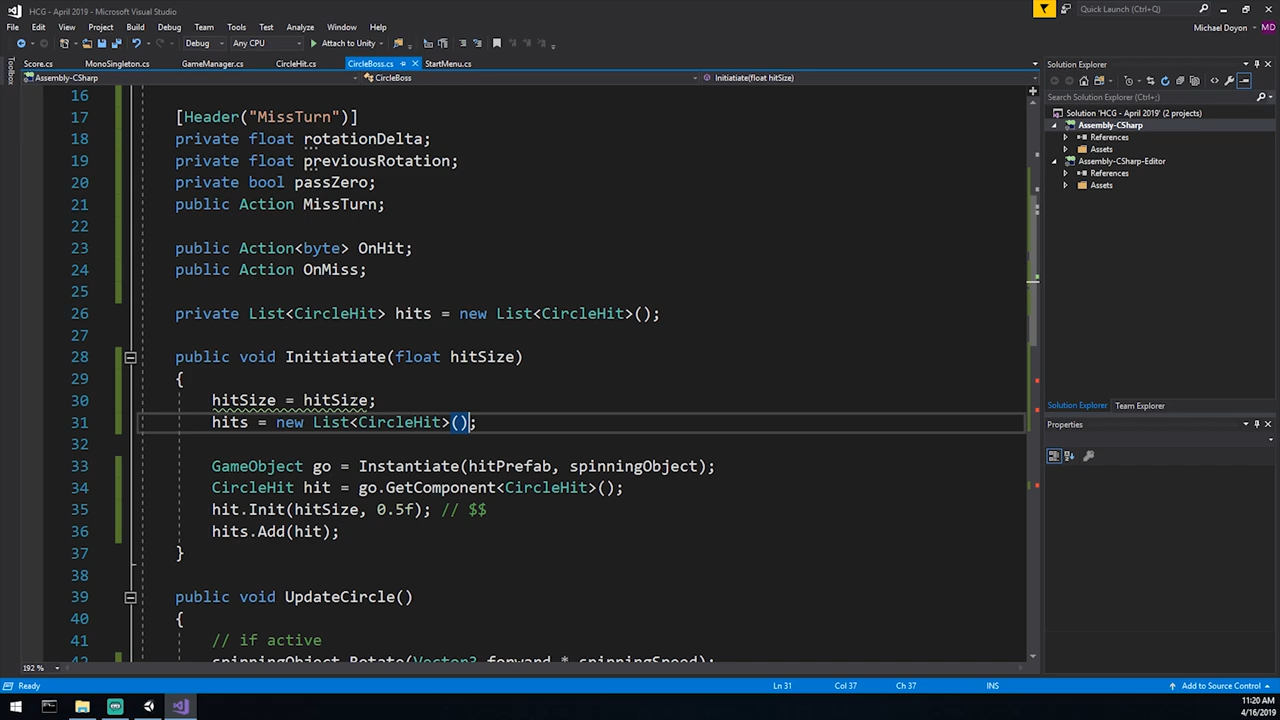 HCG - April 2019 - Microsoft Visual Studio
Quick Launch (Ctrl+Q)
File Edit View Project Build Debug Team Tools Test Analyze Window Help
Michael Doyon MD
Debug Any CPU Attach to Unity
Score.cs MonoSingleton.cs GameManager.cs CircleHit.cs CircleBoss.cs StartMenu.cs
Solution Explorer
Toolbox
Assembly-CSharp CircleBoss Initiatiate(float hitSize)
16
17 [Header("MissTurn")]
18 private float rotationDelta;
19 private float previousRotation;
20 private bool passZero;
21 public Action MissTurn;
22
23 public Action<byte> OnHit;
24 public Action OnMiss;
25
26 private List<CircleHit> hits = new List<CircleHit>();
27
28 public void Initiatiate(float hitSize)
29 {
30 hitSize = hitSize;
31 hits = new List<CircleHit>();
32
33 GameObject go = Instantiate(hitPrefab, spinningObject);
34 CircleHit hit = go.GetComponent<CircleHit>();
35 hit.Init(hitSize, 0.5f); // $$
36 hits.Add(hit);
37 }
38
39 public void UpdateCircle()
40 {
41 // if active
42 spinningObject.Rotate(Vector3.forward * spinningSpeed);
Search Solution Explorer (Ctrl+;)
Solution 'HCG - April 2019' (2 projects)
Assembly-CSharp
References
Assets
Assembly-CSharp-Editor
References
Assets
Solution Explorer Team Explorer
Properties
192 %
Ready Ln 31 Col 37 Ch 37 INS Add to Source Control
11:20 AM
4/16/2019